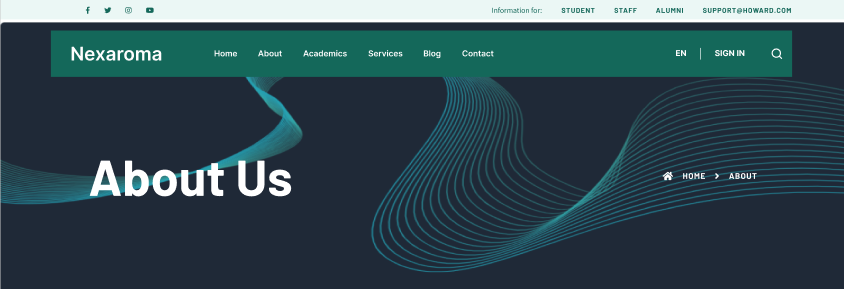 Information for: STUDENT STAFF ALUMNI SUPPORT@HOWARD.COM
Nexaroma Home About Academics Services Blog Contact EN SIGN IN
About Us
HOME ABOUT